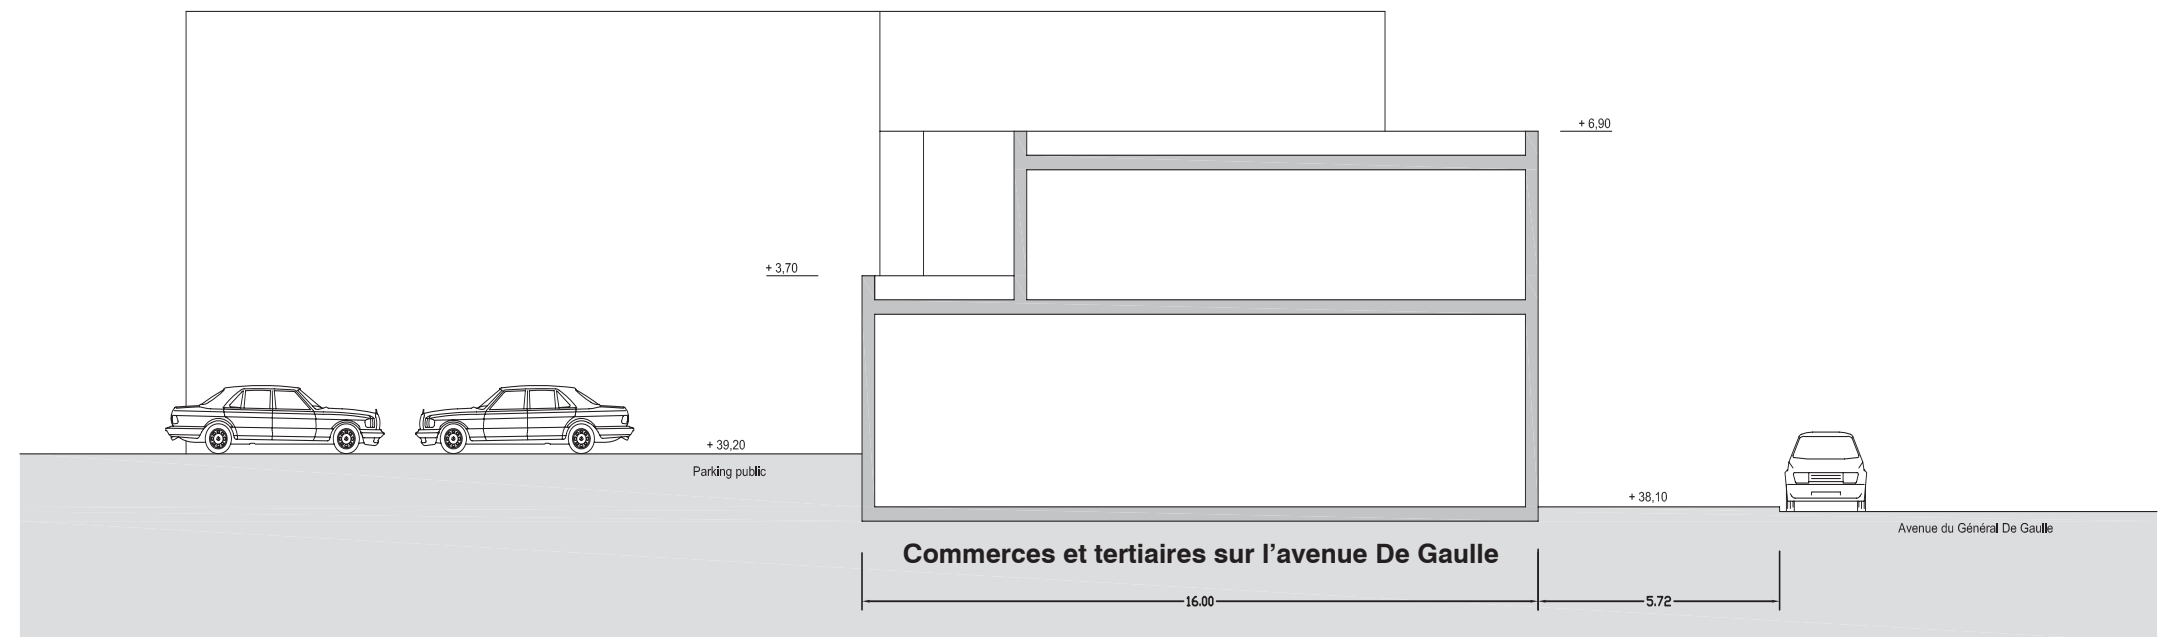 + 6,90
+ 3,70
+ 39,20
Parking public
+ 38,10
Avenue du Général De Gaulle
Commerces et tertiaires sur l’avenue De Gaulle
16.00
5.72